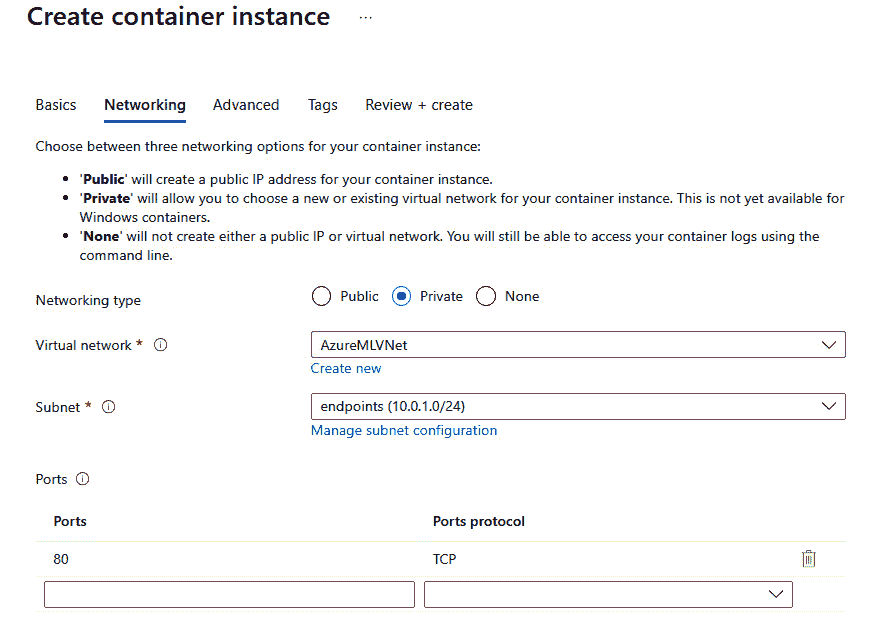 Create container instance ...
Basics Networking Advanced Tags Review + create
Choose between three networking options for your container instance:
• 'Public' will create a public IP address for your container instance.
• 'Private' will allow you to choose a new or existing virtual network for your container instance. This is not yet available for
Windows containers.
• 'None' will not create either a public IP or virtual network. You will still be able to access your container logs using the
command line.
Networking type Public Private None
Virtual network * AzureMLVNet
Create new
Subnet * endpoints (10.0.1.0/24)
Manage subnet configuration
Ports
Ports Ports protocol
80 TCP